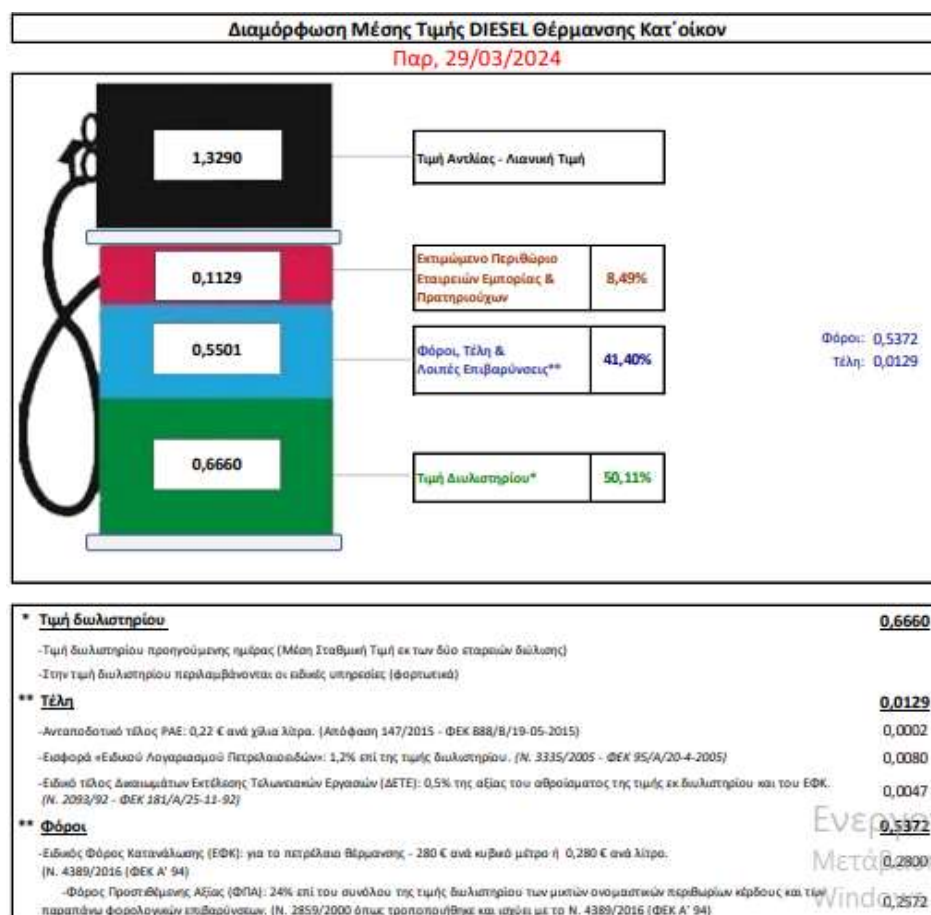 Διαμόρφωση Μέσης Τιμής DIESEL Θέρμανσης Κατ΄οίκον
Παρ, 29/03/2024
1,3290
Τιμή Αντλίας - Λιανική Τιμή
0,1129
Εκτιμώμενο Περιθώριο
Εταιρειών Εμπορίας &
Πρατηριούχων
8,49%
0,5501
Φόροι, Τέλη &
Λοιπές Επιβαρύνσεις**
41,40%
Φόροι: 0,5372
Τέλη: 0,0129
0,6660
Τιμή Διυλιστηρίου*
50,11%
* Τιμή διυλιστηρίου 0,6660
-Τιμή διυλιστηρίου προηγούμενης ημέρας (Μέση Σταθμική Τιμή εκ των δύο εταιρειών διύλισης)
-Στην τιμή διυλιστηρίου περιλαμβάνονται οι ειδικές υπηρεσίες (φορτωτικά)
** Τέλη 0,0129
-Ανταποδοτικό τέλος ΡΑΕ: 0,22 € ανά χίλια λίτρα. (Απόφαση 147/2015 - ΦΕΚ 888/Β/19-05-2015) 0,0002
-Εισφορά «Ειδικού Λογαριασμού Πετρελαιοειδών»: 1,2% επί της τιμής διυλιστηρίου. (Ν. 3335/2005 - ΦΕΚ 95/Α/20-4-2005) 0,0080
-Ειδικό τέλος Δικαιωμάτων Εκτέλεσης Τελωνειακών Εργασιών (ΔΕΤΕ): 0,5% της αξίας του αθροίσματος της τιμής εκ διυλιστηρίου και του ΕΦΚ. 0,0047
(Ν. 2093/92 - ΦΕΚ 181/Α/25-11-92)
** Φόροι 0,5372
-Ειδικός Φόρος Κατανάλωσης (ΕΦΚ): για το πετρέλαιο θέρμανσης - 280 € ανά κυβικό μέτρο ή 0,280 € ανά λίτρο. 0,2800
(Ν. 4389/2016 (ΦΕΚ Α' 94)
-Φόρος Προστιθέμενης Αξίας (ΦΠΑ): 24% επί του συνόλου της τιμής διυλιστηρίου των μικτών ονομαστικών περιθωρίων κέρδους και των 0,2572
παραπάνω φορολογικών επιβαρύνσεων. (Ν. 2859/2000 όπως τροποποιήθηκε και ισχύει με το Ν. 4389/2016 (ΦΕΚ Α' 94)
Windows